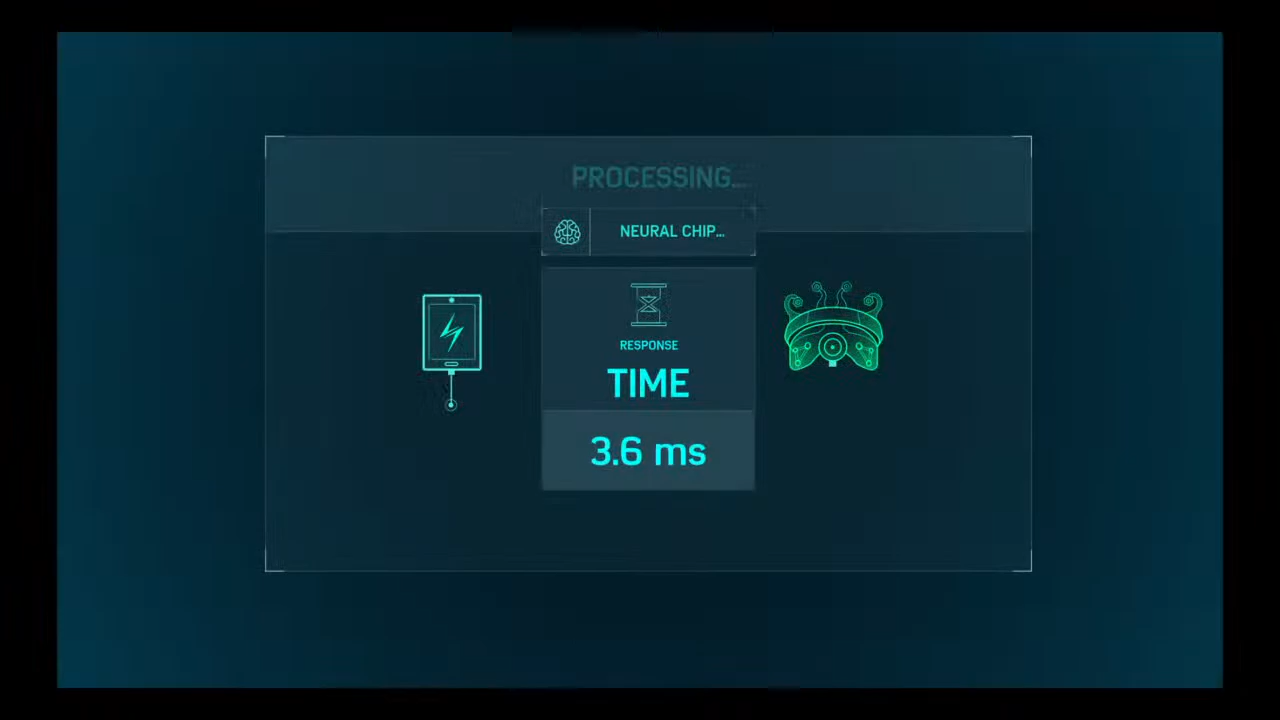 PROCESSING...
NEURAL CHIP...
RESPONSE
TIME
3.6 ms